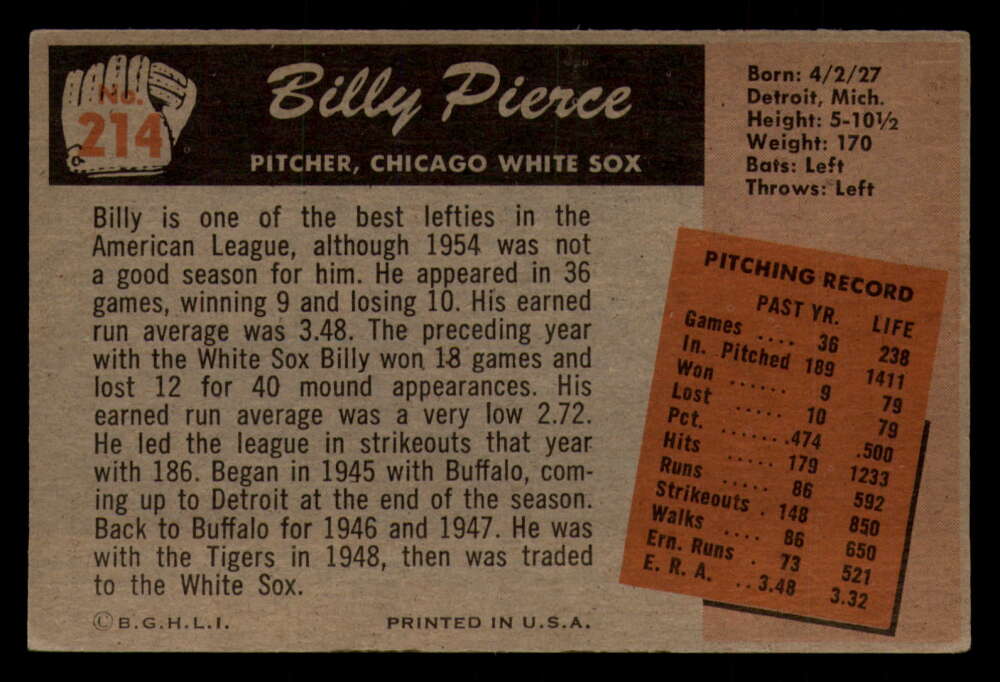 No.
214
Billy Pierce
PITCHER, CHICAGO WHITE SOX
Born: 4/2/27
Detroit, Mich.
Height: 5-10½
Weight: 170
Bats: Left
Throws: Left
Billy is one of the best lefties in the
American League, although 1954 was not
a good season for him. He appeared in 36
games, winning 9 and losing 10. His earned
run average was 3.48. The preceding year
with the White Sox Billy won 18 games and
lost 12 for 40 mound appearances. His
earned run average was a very low 2.72.
He led the league in strikeouts that year
with 186. Began in 1945 with Buffalo, com-
ing up to Detroit at the end of the season.
Back to Buffalo for 1946 and 1947. He was
with the Tigers in 1948, then was traded
to the White Sox.
PITCHING RECORD
PAST YR. LIFE
Games .... 36 238
In. Pitched 189 1411
Won ...... 9 79
Lost ..... 10 79
Pct. .......474 .500
Hits ..... 179 1233
Runs ..... 86 592
Strikeouts . 148 850
Walks .... 86 650
Ern. Runs . 73 521
E. R. A. ..3.48 3.32
© B.G.H.L.I. PRINTED IN U.S.A.